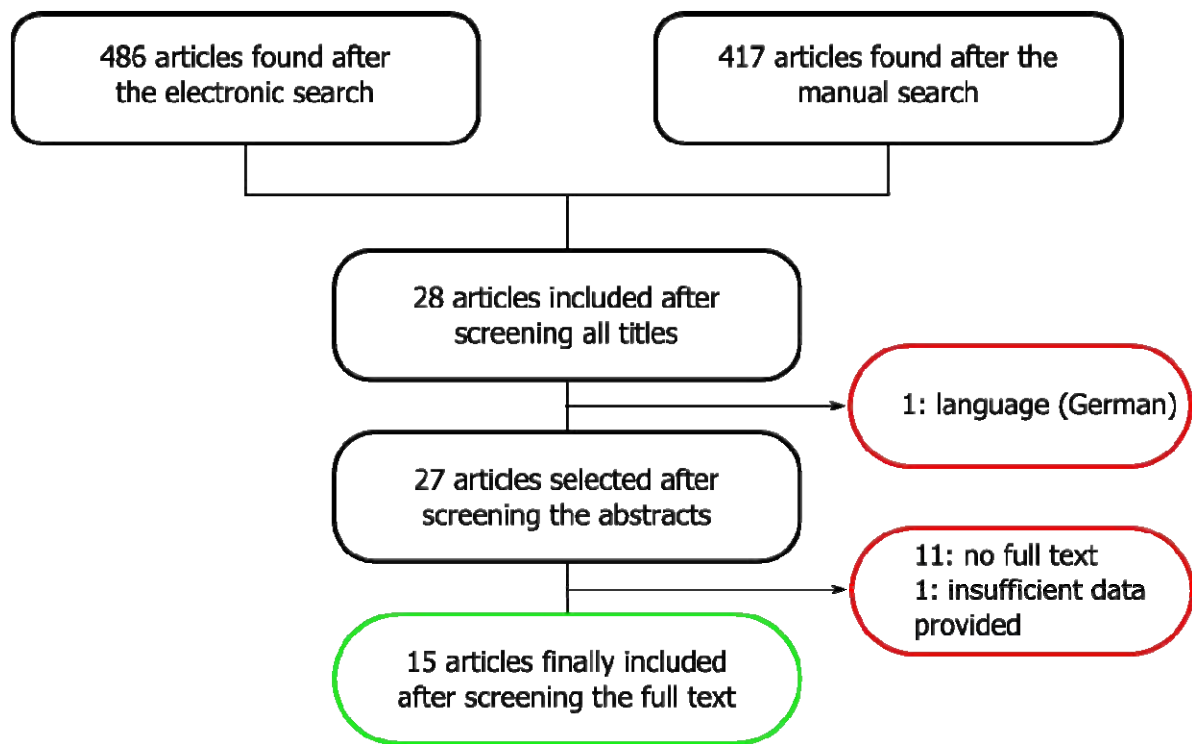 486 articles found after
the electronic search
417 articles found after the
manual search
28 articles included after
screening all titles
1: language (German)
27 articles selected after
screening the abstracts
11: no full text
1: insufficient data
provided
15 articles finally included
after screening the full text